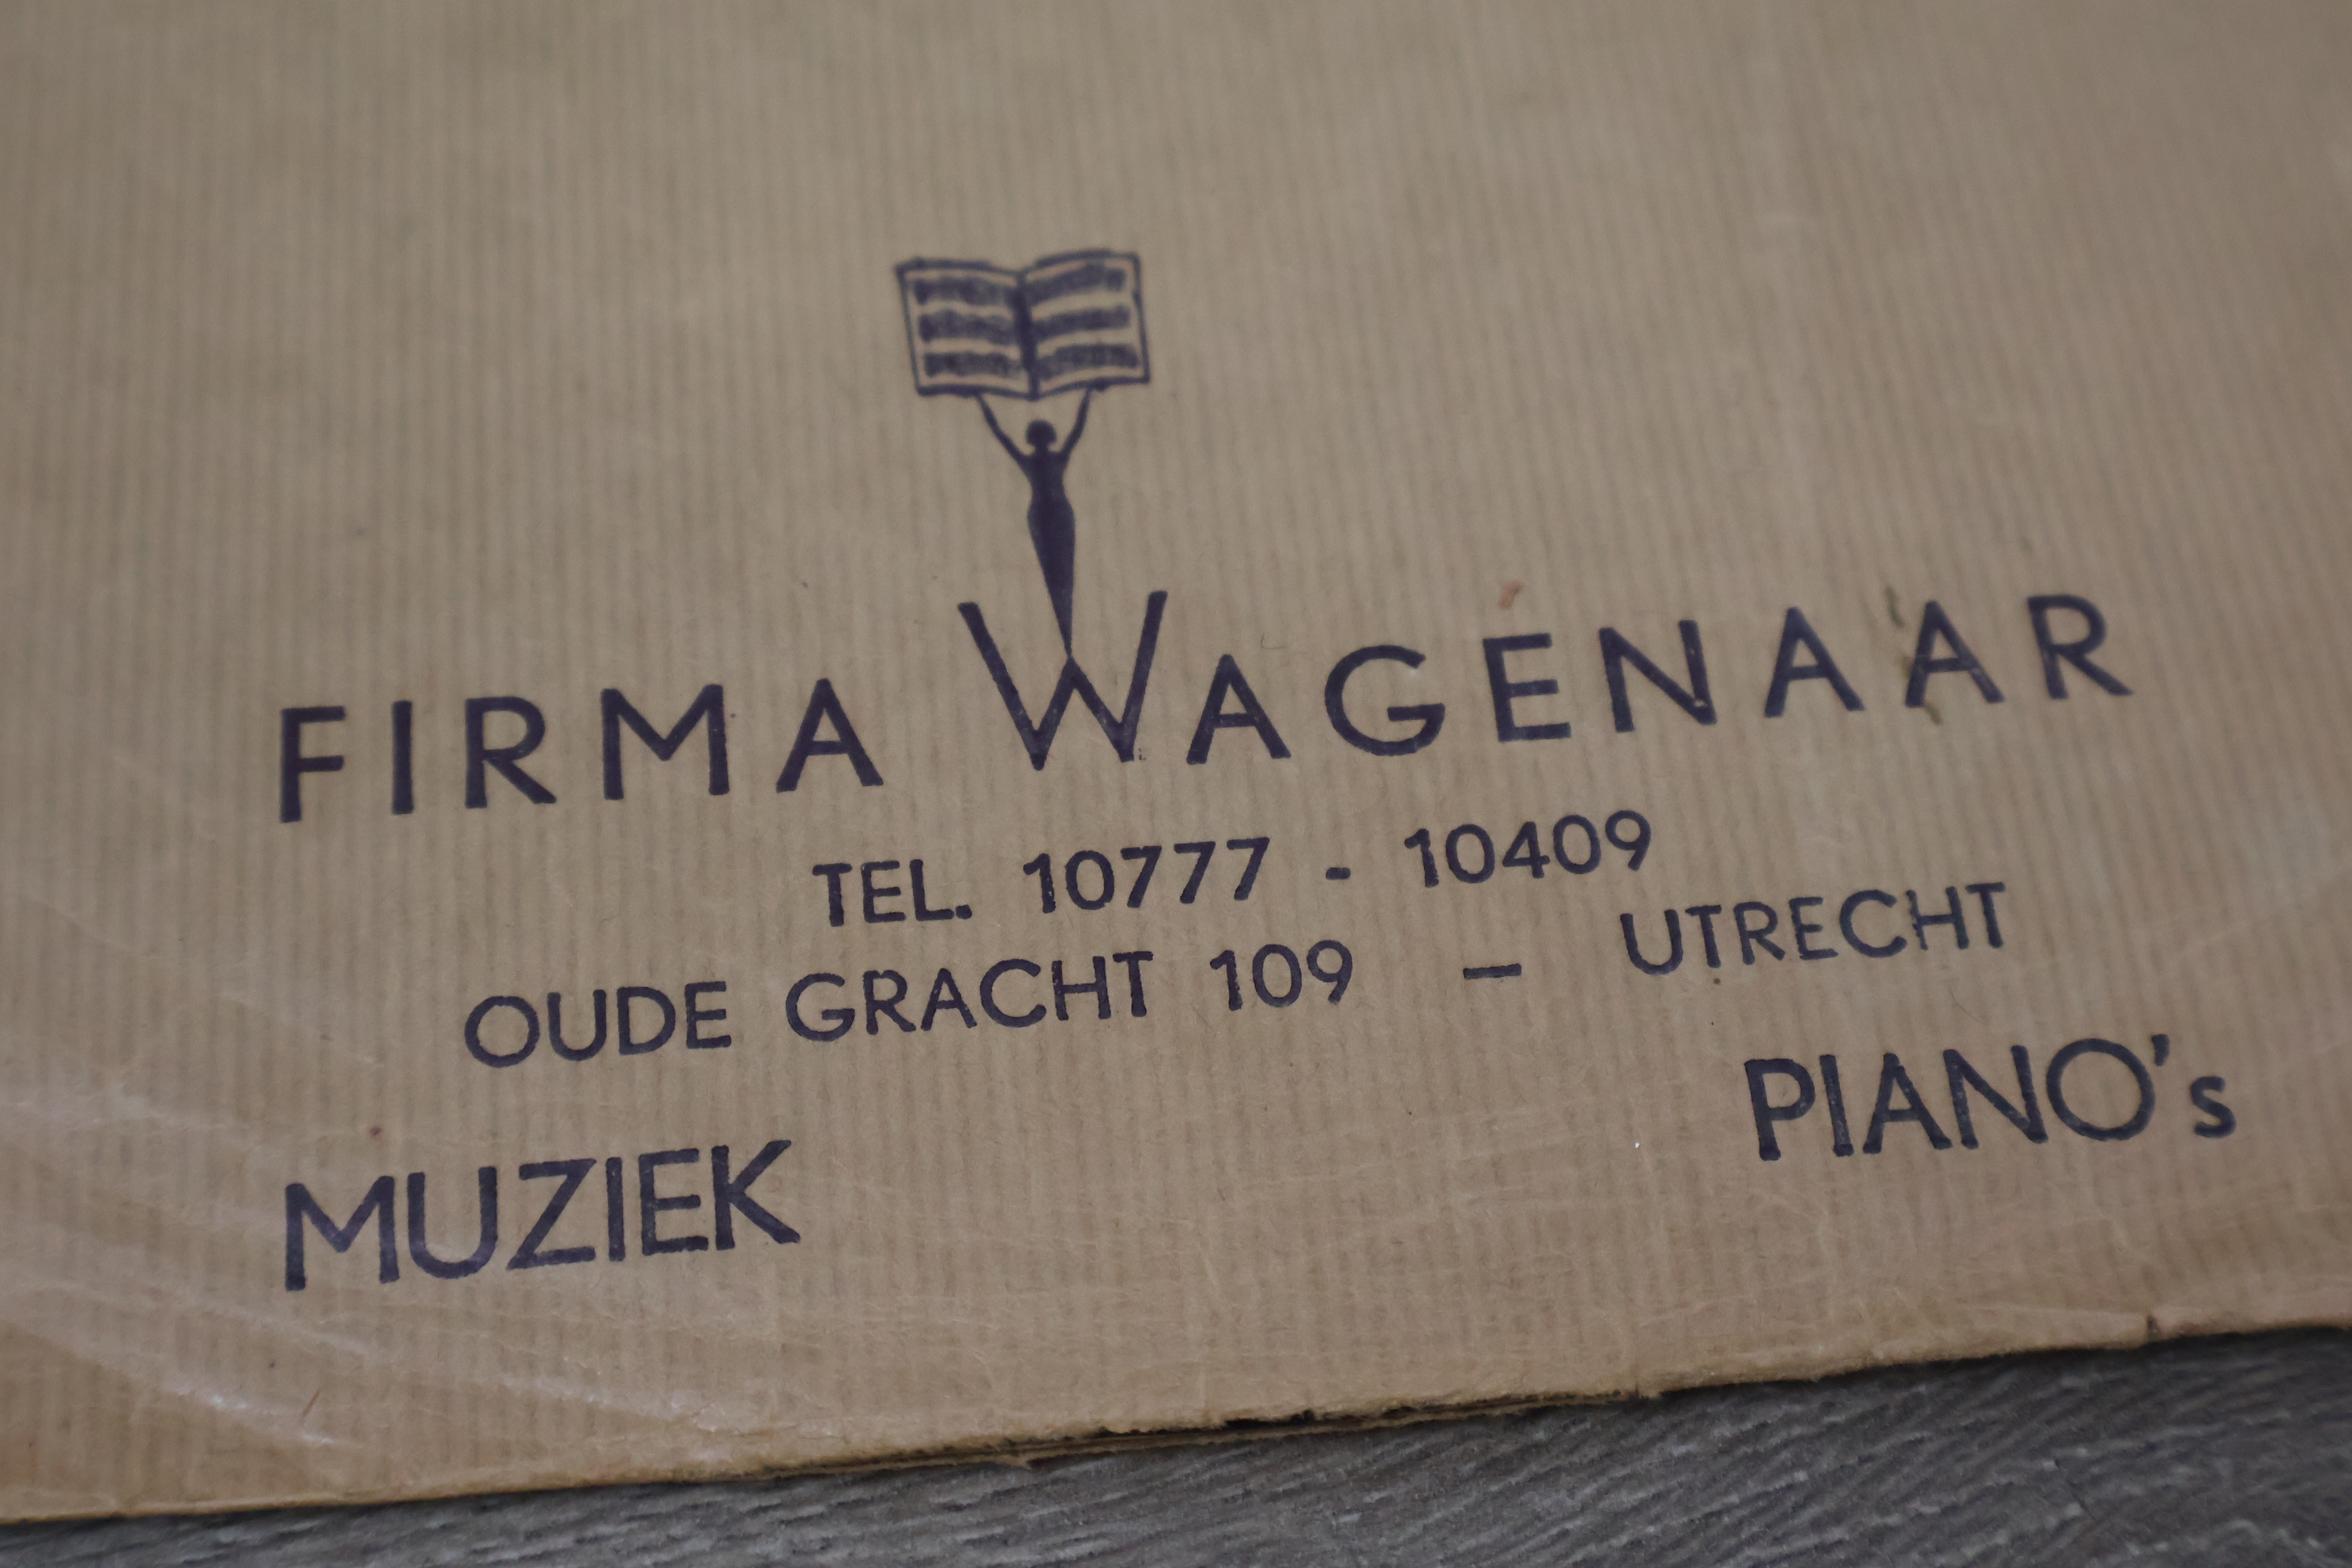 FIRMA WAGENAAR
TEL. 10777 - 10409
OUDE GRACHT 109 – UTRECHT
MUZIEK PIANO's